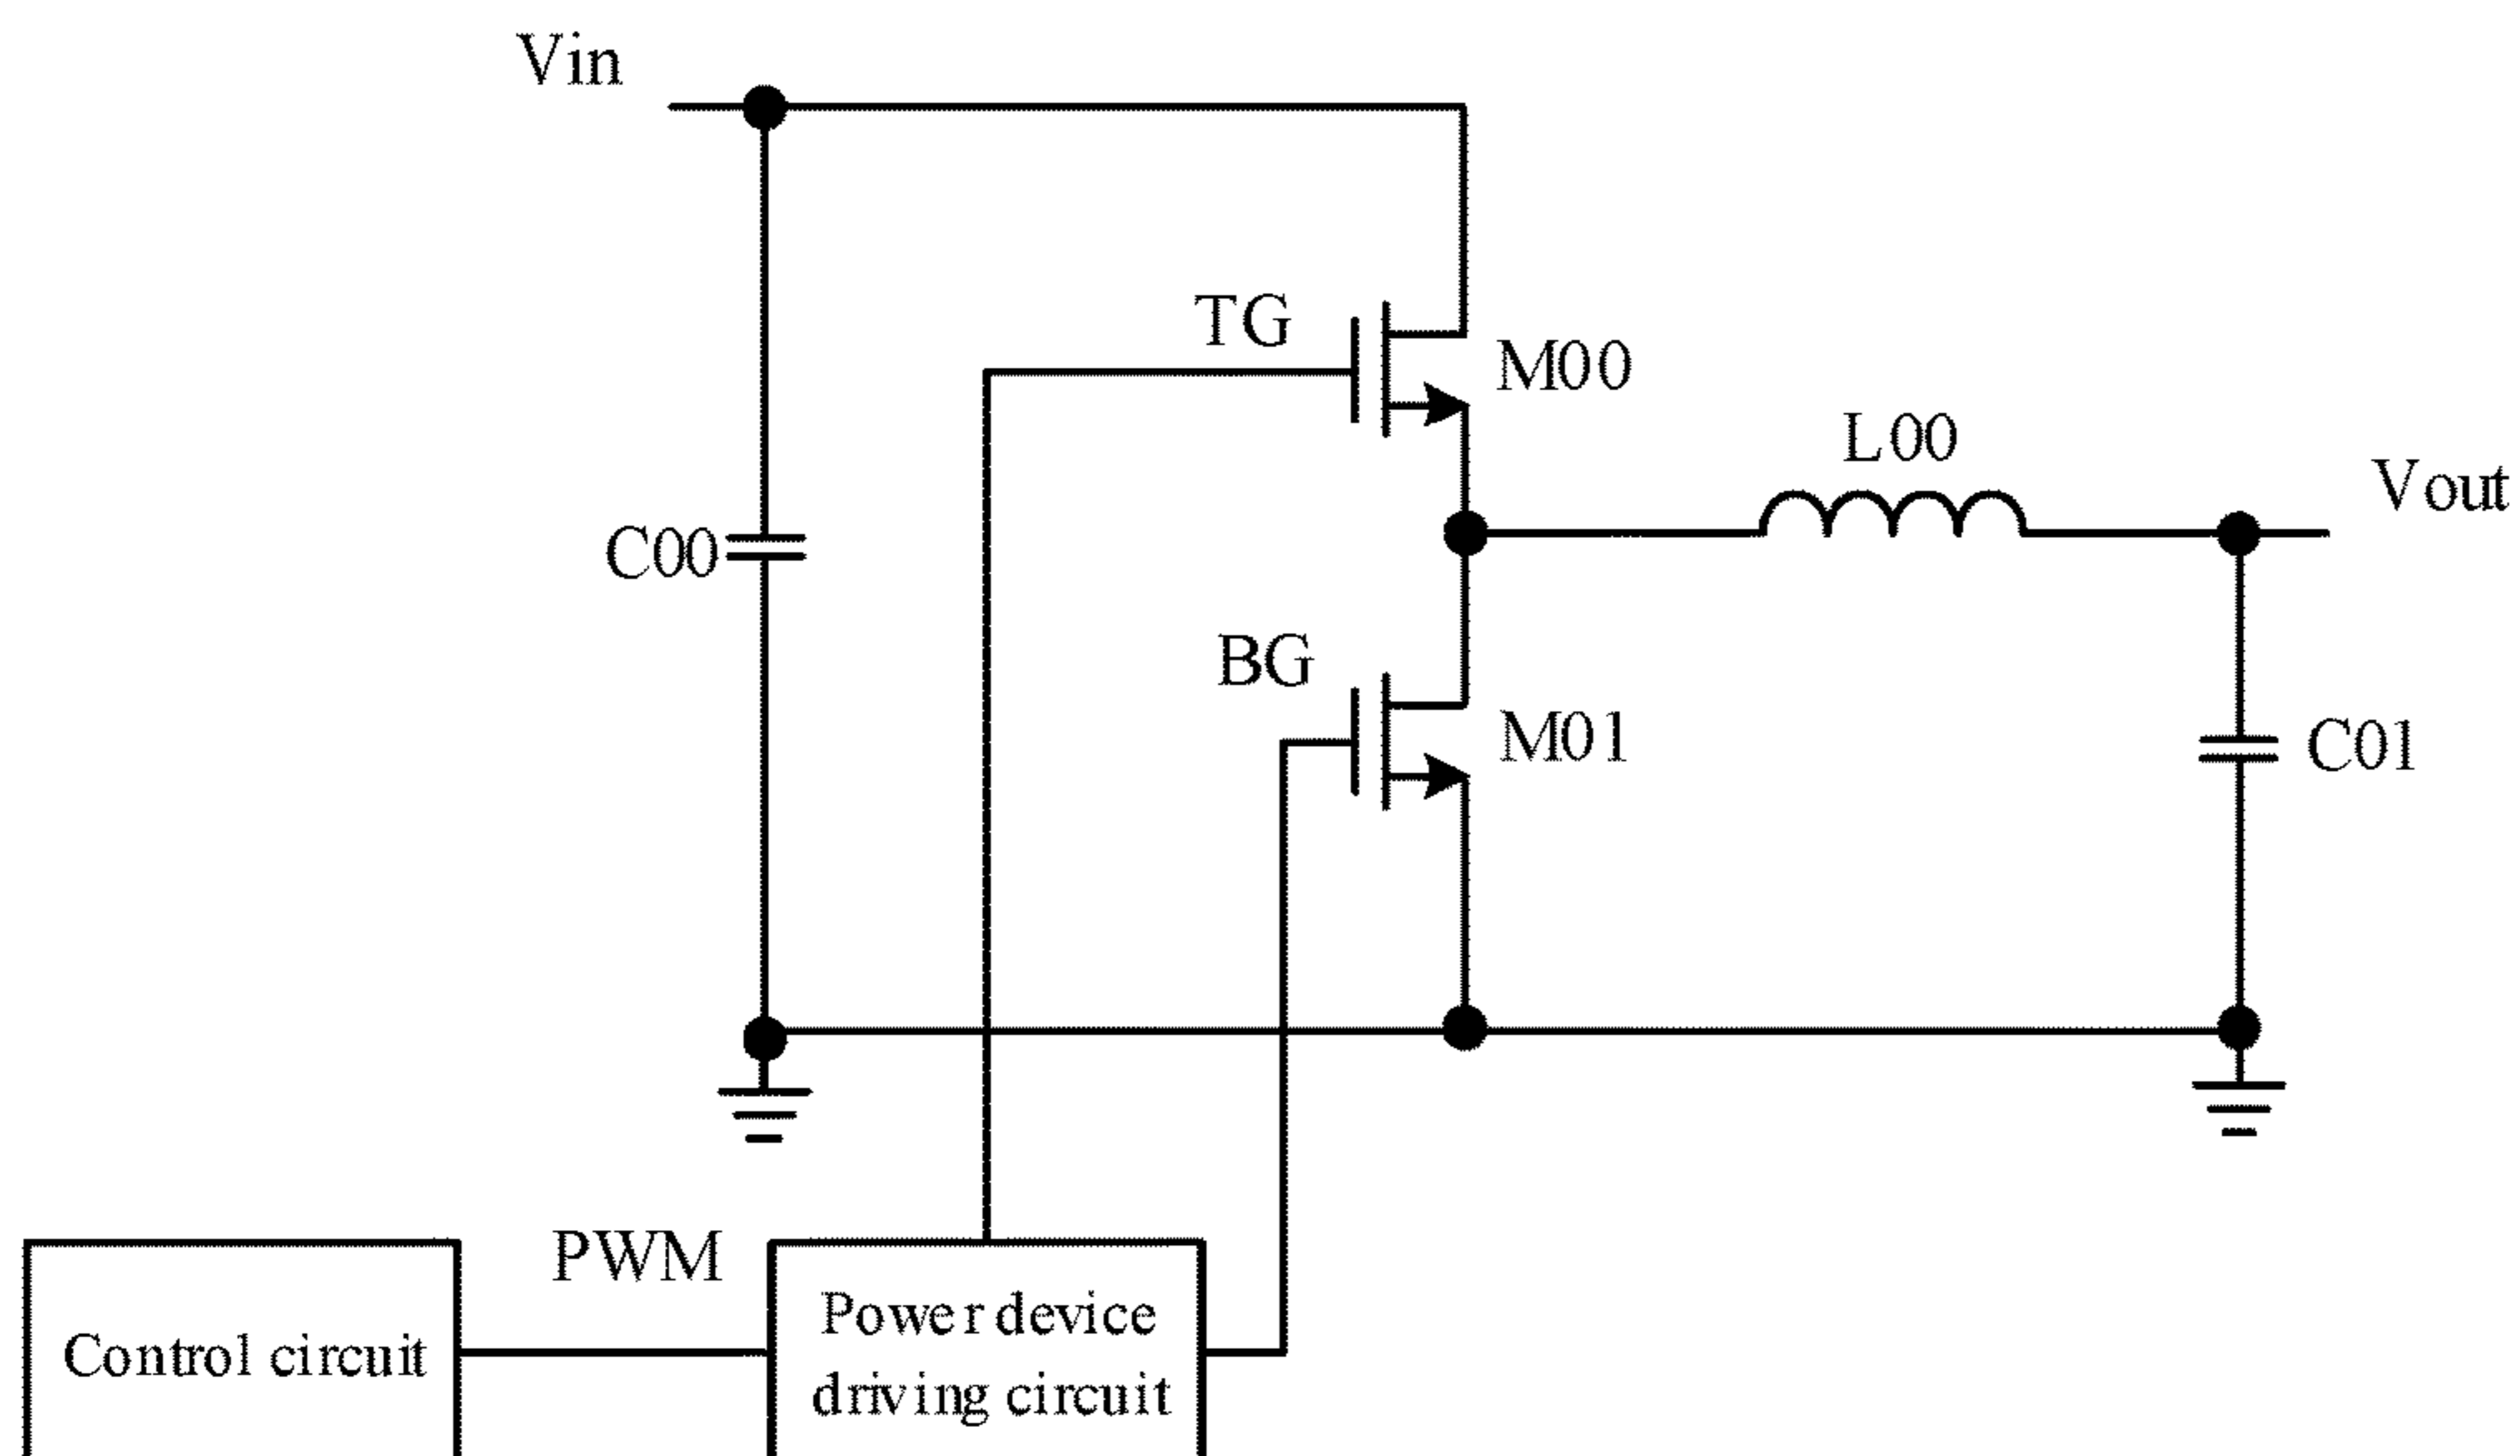 Vin
TG
M00
L00
Vout
C00
BG
M01
C01
PWM
Power device
Control circuit
driving circuit